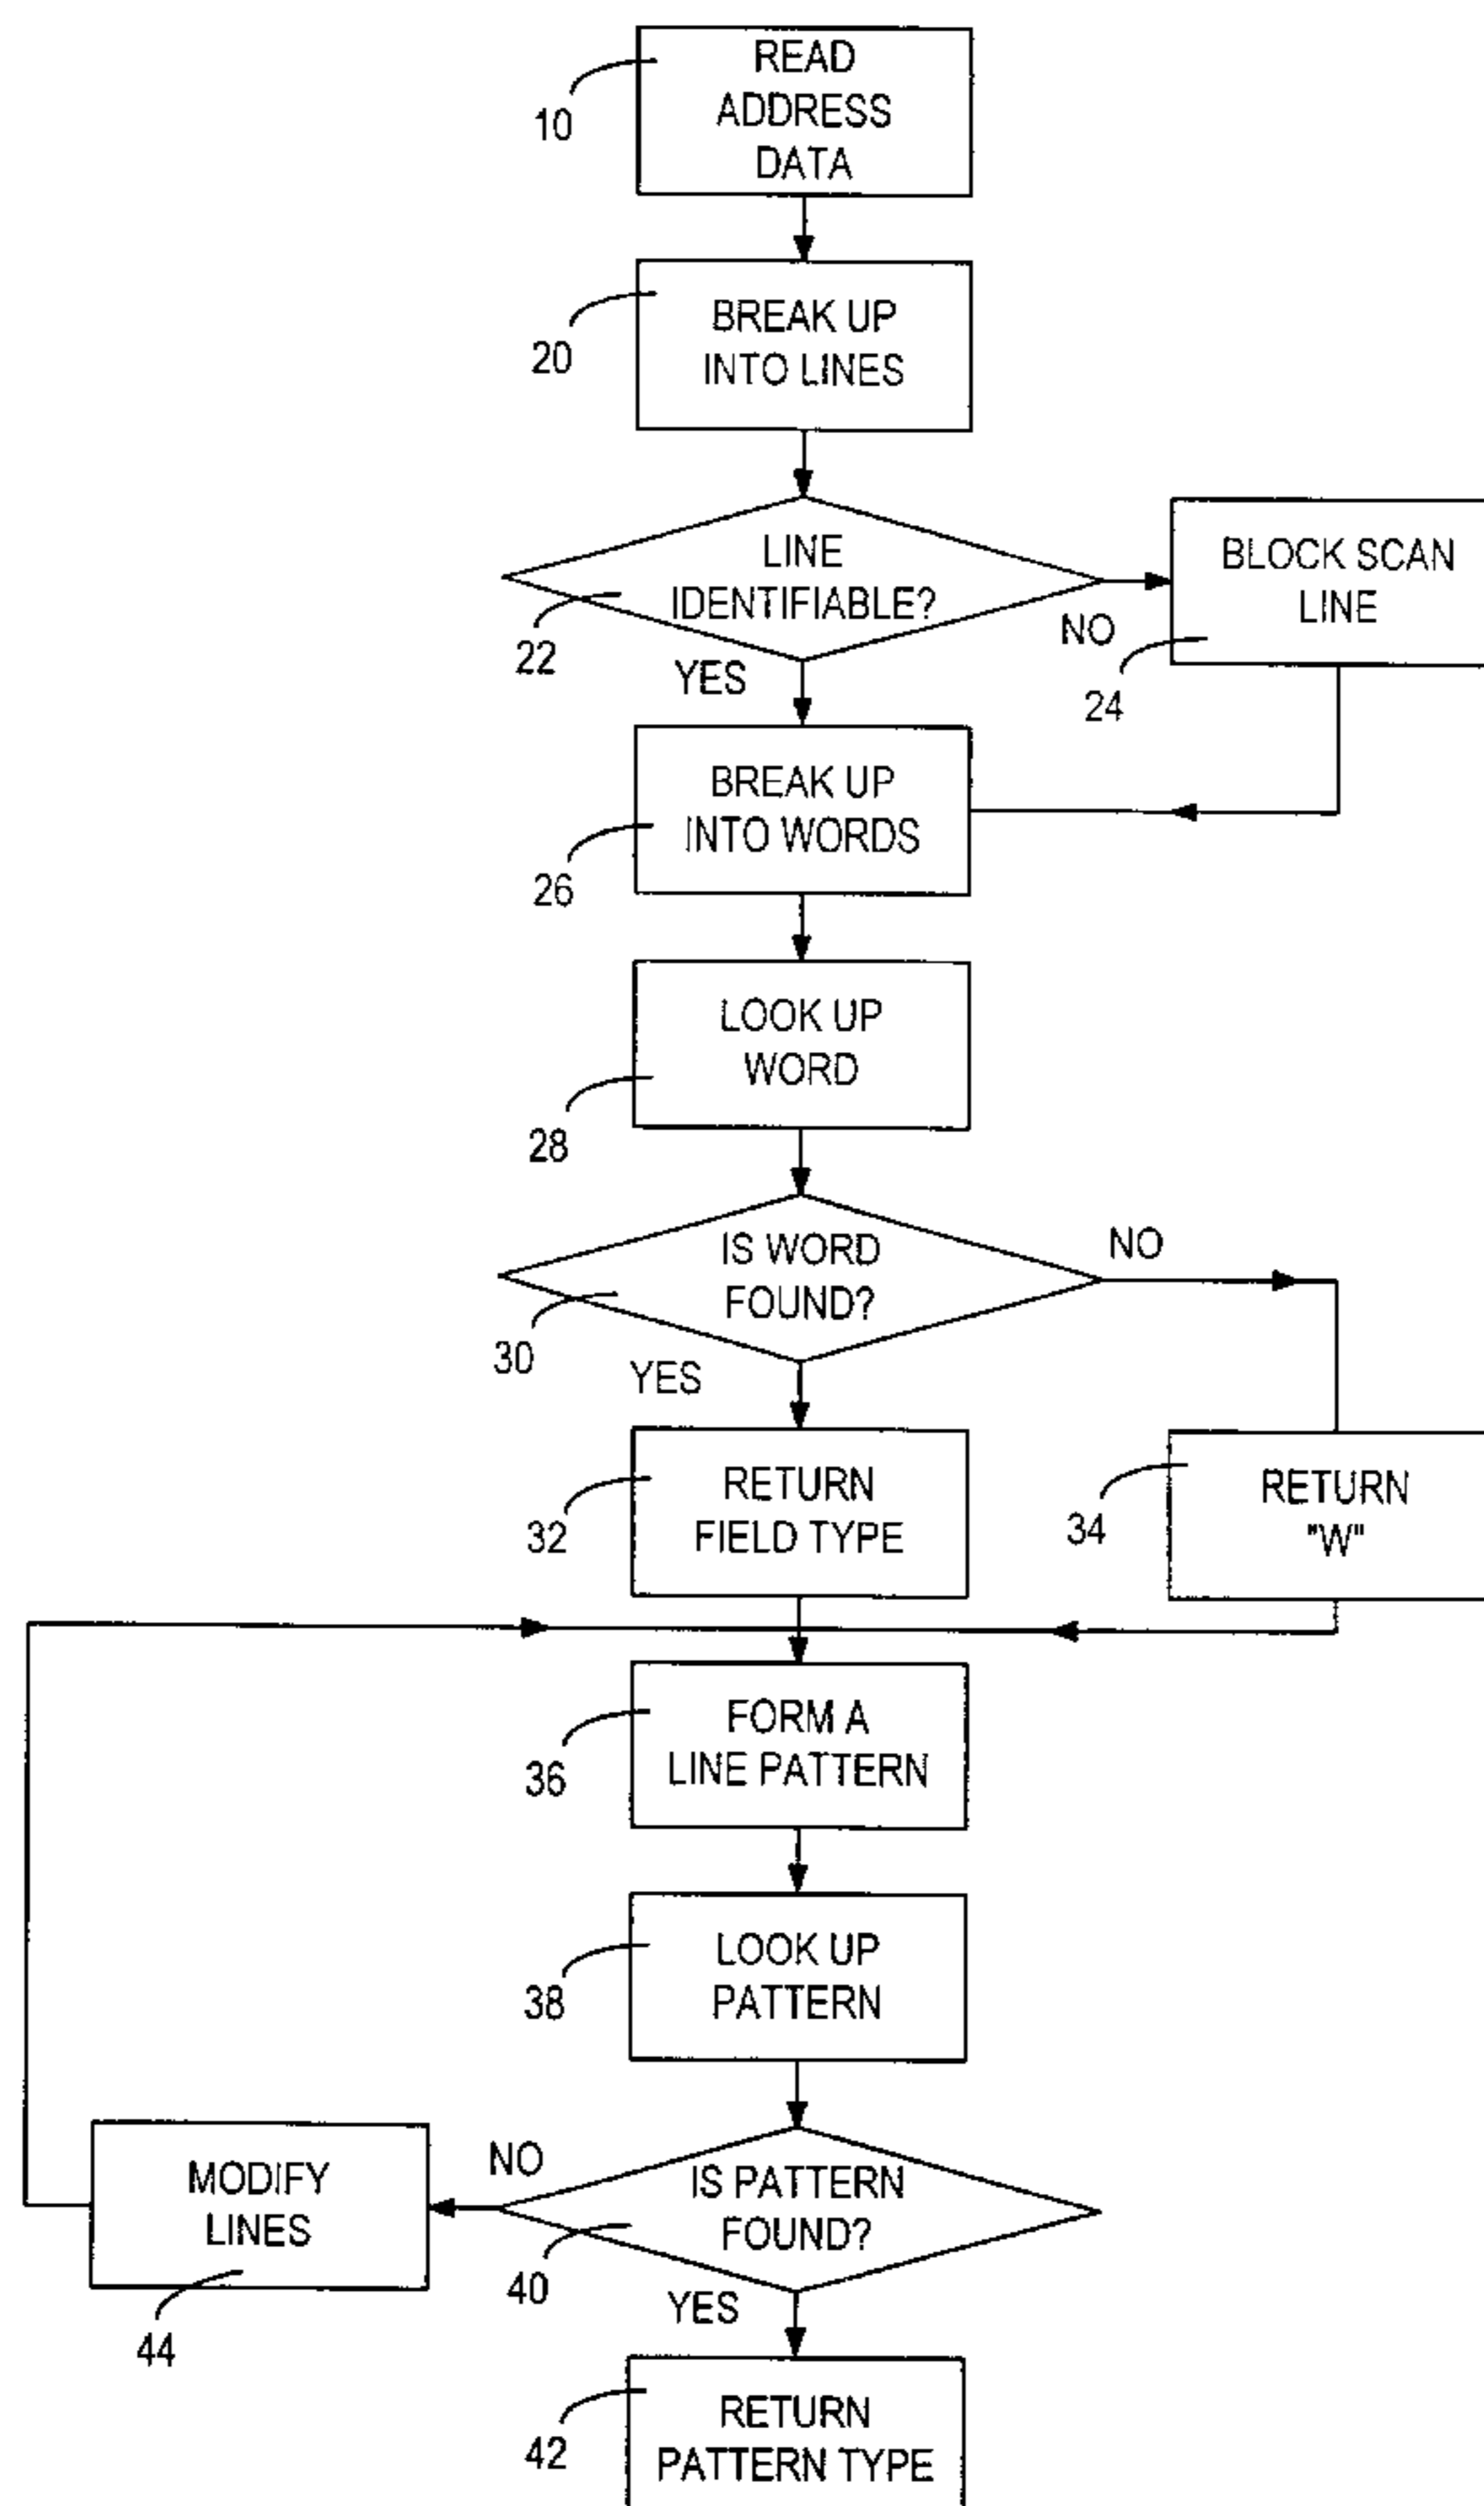 READ
ADDRESS
DATA
10
BREAK UP
INTO LINES
20
LINE
IDENTIFIABLE?
22
NO
YES
BLOCK SCAN
LINE
24
BREAK UP
INTO WORDS
26
LOOK UP
WORD
28
IS WORD
FOUND?
30
NO
YES
RETURN
FIELD TYPE
32
RETURN
"W"
34
FORM A
LINE PATTERN
36
LOOK UP
PATTERN
38
IS PATTERN
FOUND?
40
NO
YES
MODIFY
LINES
44
RETURN
PATTERN TYPE
42